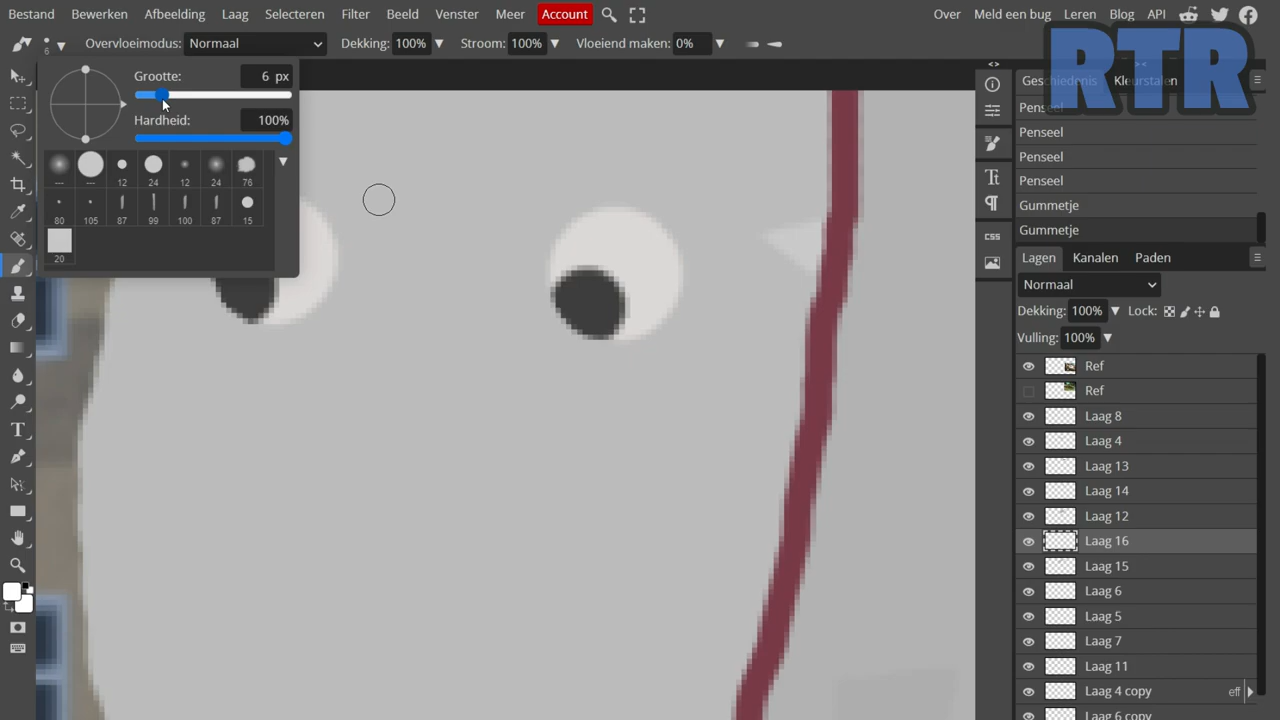 Bestand Bewerken Afbeelding Laag Selecteren Filter Beeld Venster Meer Account Over Meld een bug Leren Blog API
6 Overvloeimodus: Normaal Dekking: 100% Stroom: 100% Vloeiend maken: 0%
RTR
Grootte: 6 px
Hardheid: 100%
--- --- 12 24 12 24 76
80 105 87 99 100 87 15
20
Geschiedenis Kleurstalen
Penseel
Penseel
Penseel
Penseel
Gummetje
Gummetje
CSS
Lagen Kanalen Paden
Normaal
Dekking: 100% Lock:
Vulling: 100%
Ref
Ref
Laag 8
Laag 4
Laag 13
Laag 14
Laag 12
Laag 16
Laag 15
Laag 6
Laag 5
Laag 7
Laag 11
Laag 4 copy eff
Laag 6 copy